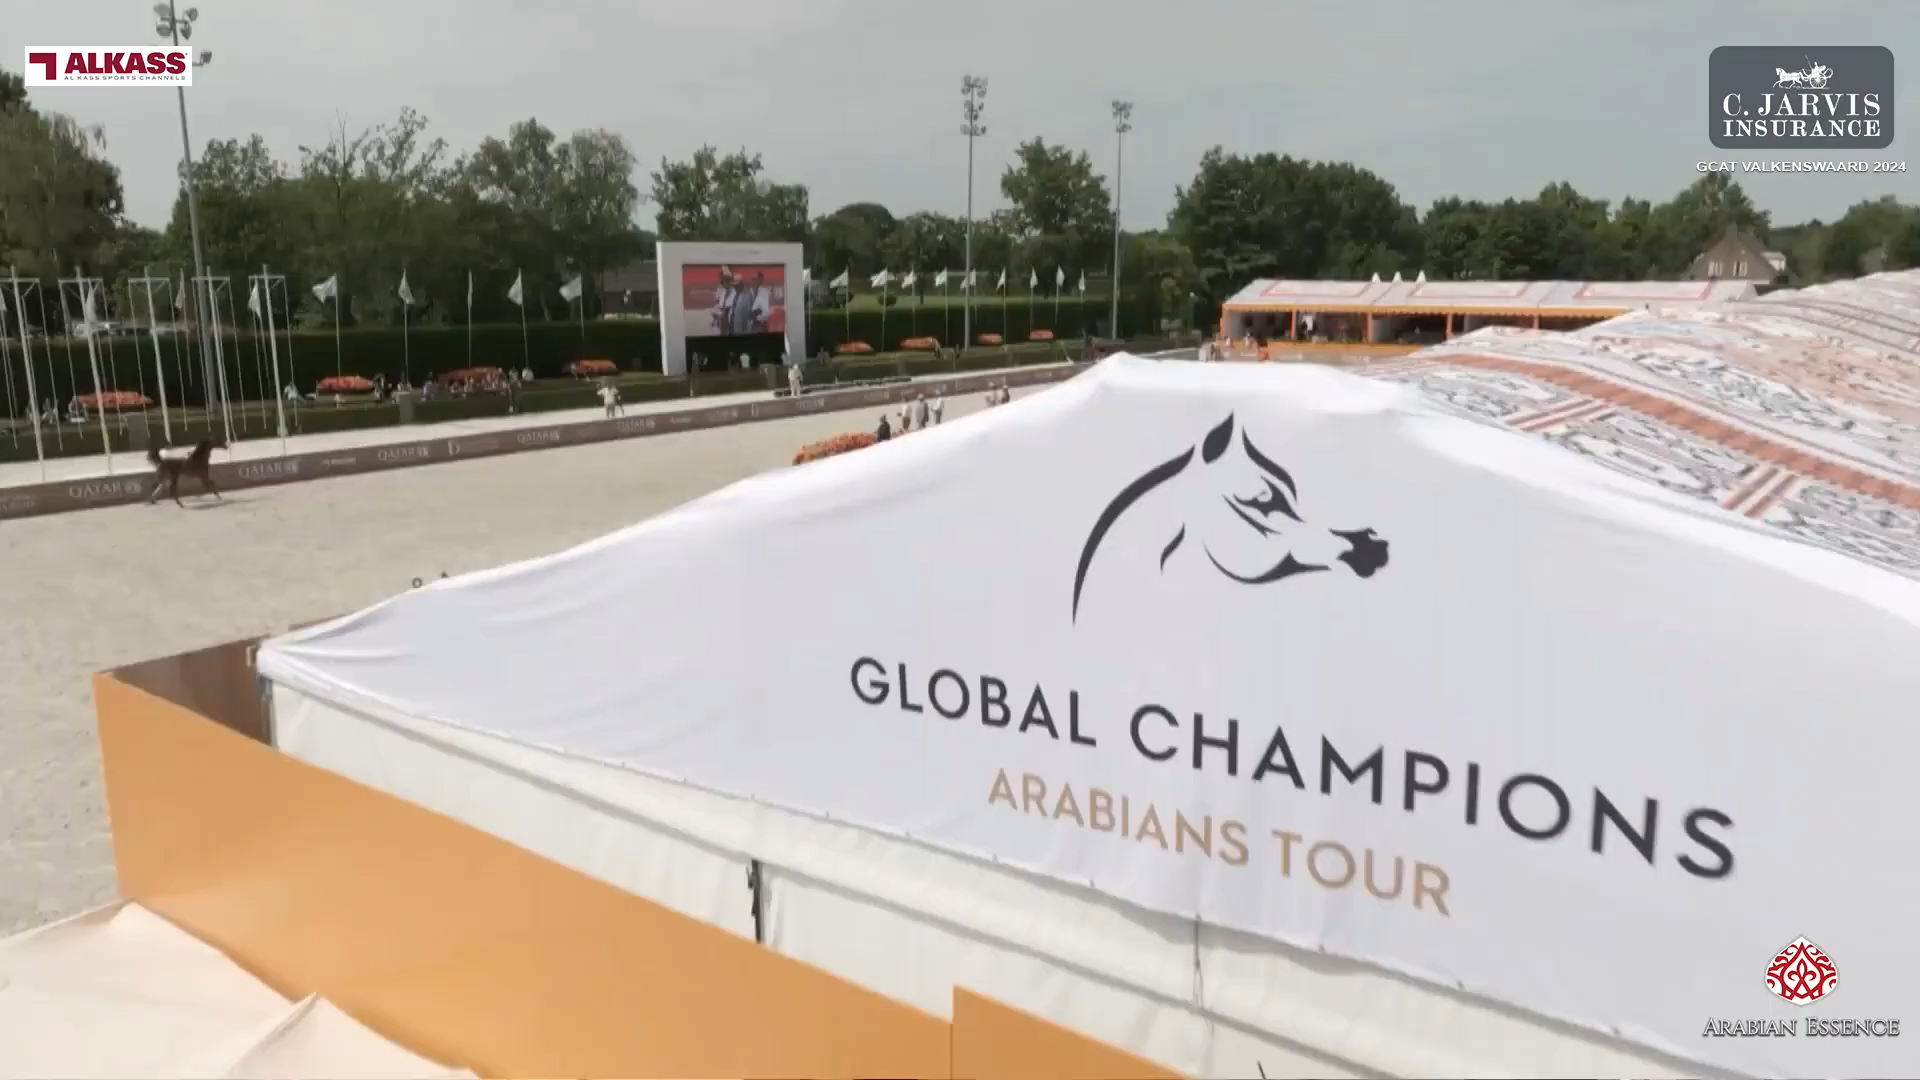 ALKASS
AL KASS SPORTS CHANNELS
C. JARVIS
INSURANCE
GCAT VALKENSWAARD 2024
QATAR
QATAR
QATAR
QATAR
QATAR
GLOBAL CHAMPIONS
ARABIANS TOUR
ARABIAN ESSENCE